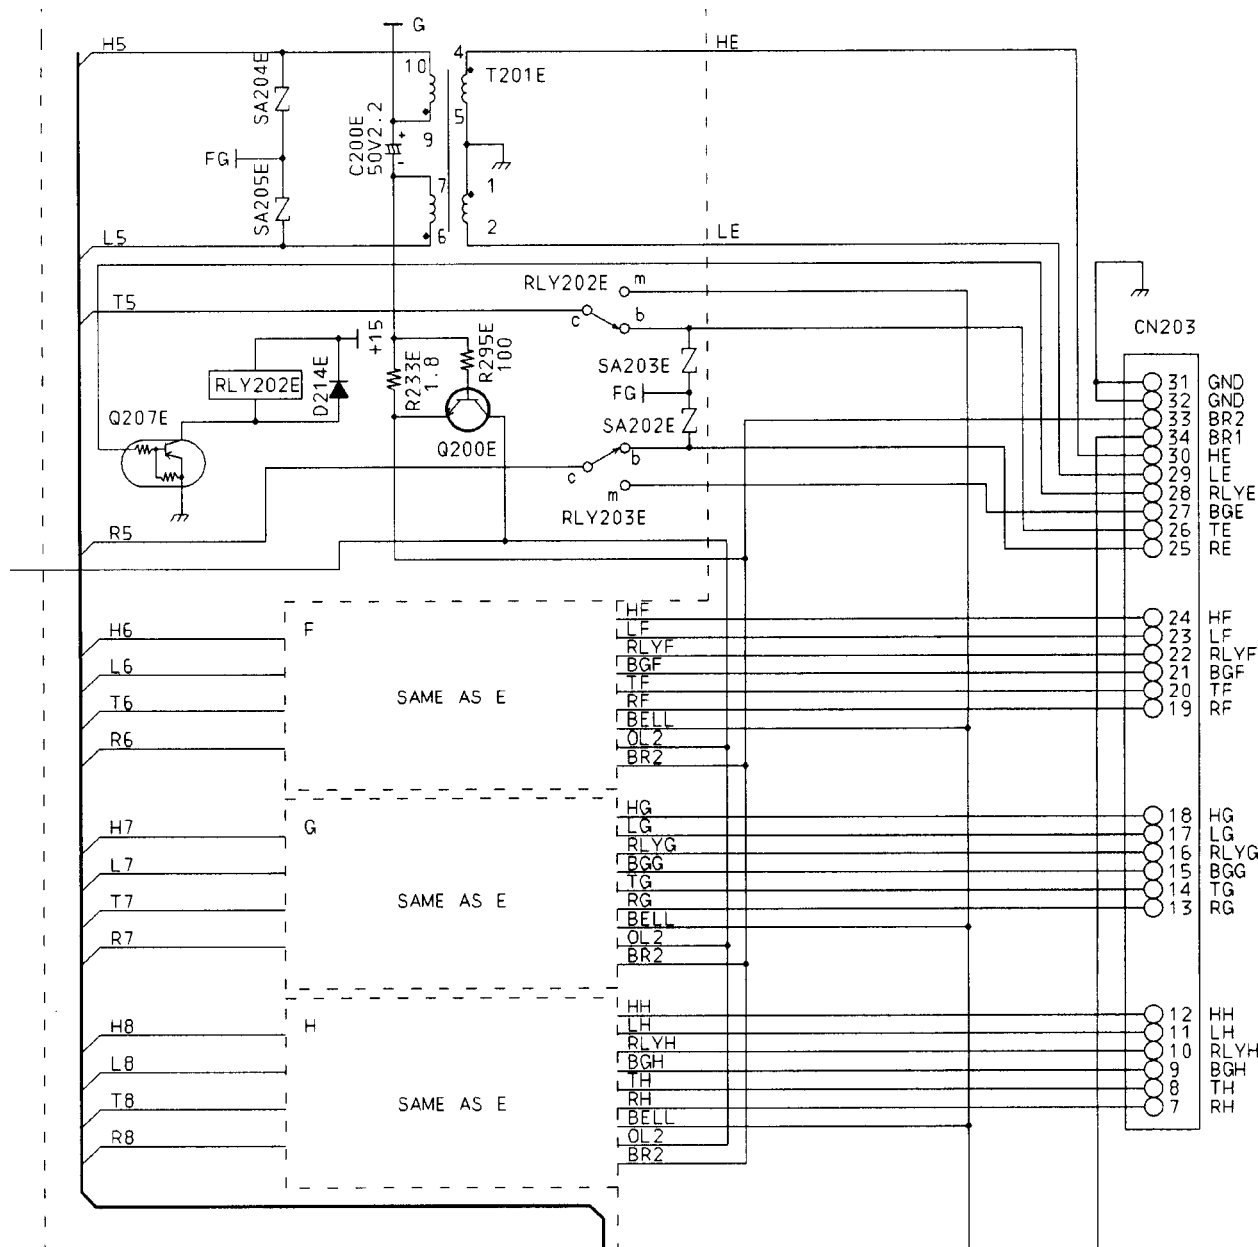 G
H5
HE
4
10
T201E
SA204E
5
C200E
50V2.2
+
9
-
FG
SA205E
7
1
6
2
L5
LE
RLY202E
m
T5
c
b
CN203
+15
R295E
100
R233E
1.8
SA203E
FG
RLY202E
D214E
SA202E
Q207E
Q200E
b
c
m
RLY203E
R5
31 GND
32 GND
33 BR2
34 BR1
30 HE
29 LE
28 RLYE
27 BGE
26 TE
25 RE
F
SAME AS E
H6
L6
T6
R6
HF
LF
RLYF
BGF
TF
RF
BELL
OL2
BR2
24 HF
23 LF
22 RLYF
21 BGF
20 TF
19 RF
G
SAME AS E
H7
L7
T7
R7
HG
LG
RLYG
BGG
TG
RG
BELL
OL2
BR2
18 HG
17 LG
16 RLYG
15 BGG
14 TG
13 RG
H
SAME AS E
H8
L8
T8
R8
HH
LH
RLYH
BGH
TH
RH
BELL
OL2
BR2
12 HH
11 LH
10 RLYH
9 BGH
8 TH
7 RH